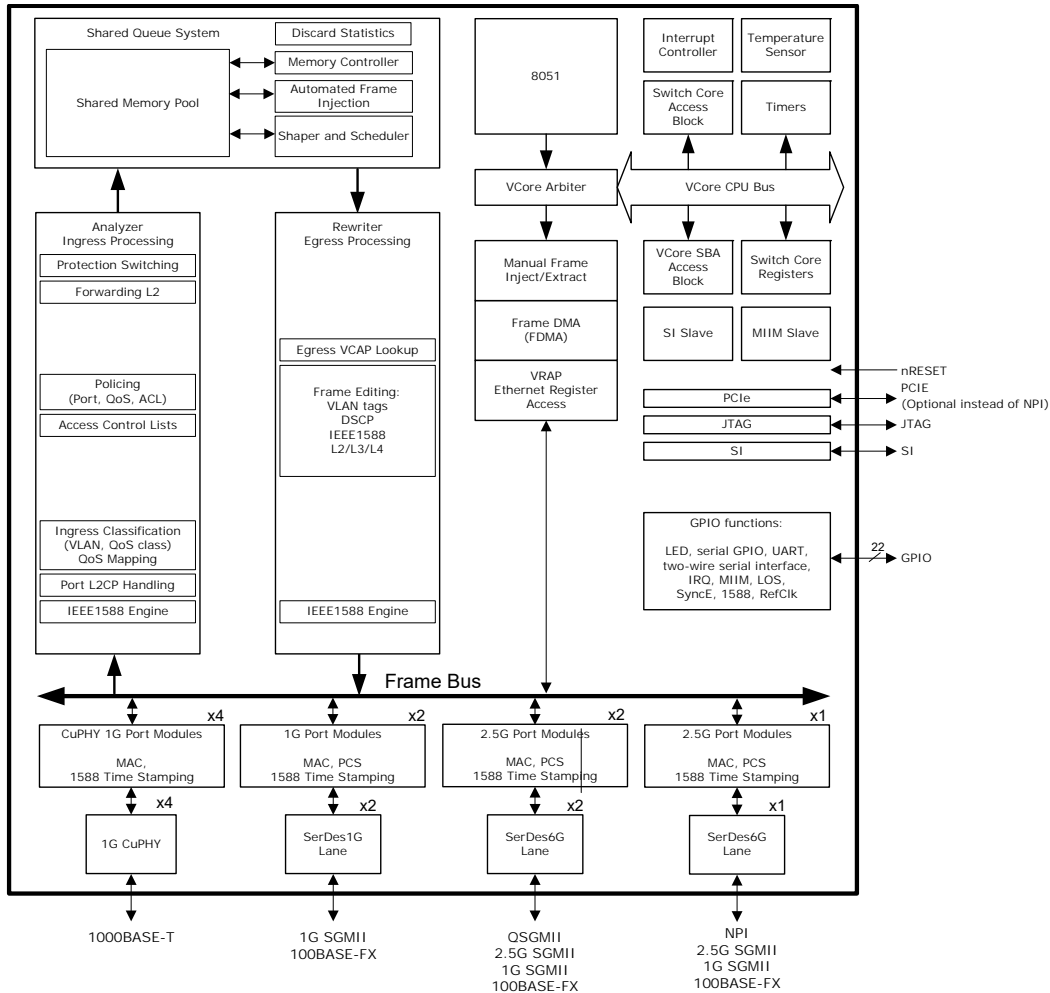 Shared Queue System
Discard Statistics
Memory Controller
Shared Memory Pool
Automated Frame
Injection
Shaper and Scheduler
8051
Interrupt
Controller
Temperature
Sensor
Switch Core
Access
Block
Timers
VCore Arbiter
VCore CPU Bus
Analyzer
Ingress Processing
Protection Switching
Forwarding L2
Policing
(Port, QoS, ACL)
Access Control Lists
Ingress Classification
(VLAN, QoS class)
QoS Mapping
Port L2CP Handling
IEEE1588 Engine
Rewriter
Egress Processing
Egress VCAP Lookup
Frame Editing:
VLAN tags
DSCP
IEEE1588
L2/L3/L4
IEEE1588 Engine
Manual Frame
Inject/Extract
Frame DMA
(FDMA)
VRAP
Ethernet Register
Access
VCore SBA
Access
Block
Switch Core
Registers
SI Slave
MIIM Slave
nRESET
PCIe
PCIE
(Optional instead of NPI)
JTAG
JTAG
SI
SI
GPIO functions:
LED, serial GPIO, UART,
two-wire serial interface,
IRQ, MIIM, LOS,
SyncE, 1588, RefClk
22
GPIO
Frame Bus
x4
CuPHY 1G Port Modules
MAC,
1588 Time Stamping
x2
1G Port Modules
MAC, PCS
1588 Time Stamping
x2
2.5G Port Modules
MAC, PCS
1588 Time Stamping
x1
2.5G Port Modules
MAC, PCS
1588 Time Stamping
x4
1G CuPHY
x2
SerDes1G
Lane
x2
SerDes6G
Lane
x1
SerDes6G
Lane
1000BASE-T
1G SGMII
100BASE-FX
QSGMII
2.5G SGMII
1G SGMII
100BASE-FX
NPI
2.5G SGMII
1G SGMII
100BASE-FX